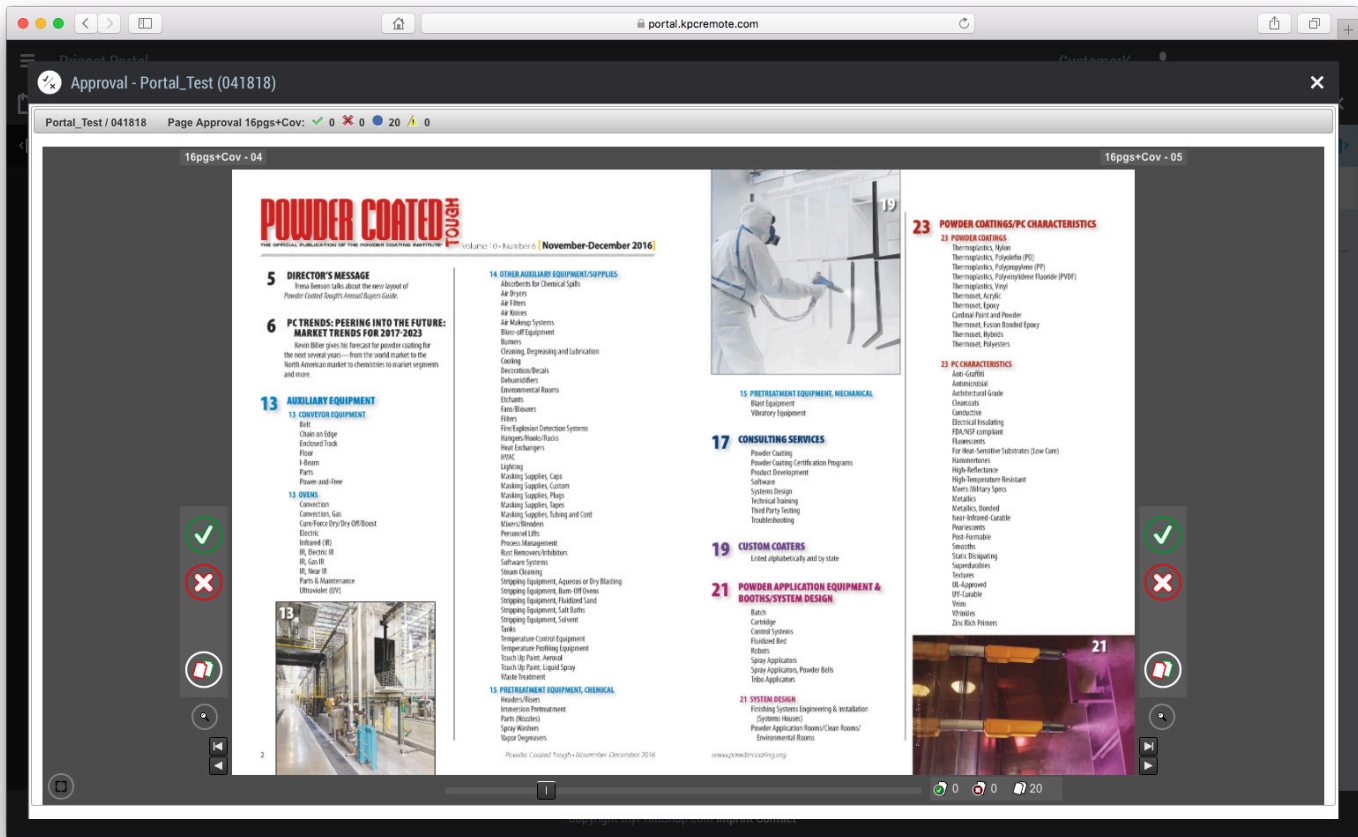 portal.kpcremote.com
Prinect Portal
CustomerK
Approval - Portal_Test (041818)
Portal_Test / 041818 Page Approval 16pgs+Cov: 0 0 20 0
16pgs+Cov - 04
16pgs+Cov - 05
POWDER COATED TOUGH
THE OFFICIAL PUBLICATION OF THE POWDER COATING INSTITUTE
Volume 10 • Number 6 [November-December 2016]
5 DIRECTOR'S MESSAGE
Trena Benson talks about the new layout of
Powder Coated Tough's Annual Buyers Guide.
6 PC TRENDS: PEERING INTO THE FUTURE:
MARKET TRENDS FOR 2017-2023
Kevin Biller gives his forecast for powder coating for
the next several years—from the world market to the
North American market to chemistries to market segments
and more.
13 AUXILIARY EQUIPMENT
13 CONVEYOR EQUIPMENT
Belt
Chain on Edge
Enclosed Track
Floor
I-Beam
Parts
Power-and-Free
13 OVENS
Convection
Convection, Gas
Cure/Force Dry/Dry Off/Boost
Electric
Infrared (IR)
IR, Electric IR
IR, Gas IR
IR, Near IR
Parts & Maintenance
Ultraviolet (UV)
13
2
14 OTHER AUXILIARY EQUIPMENT/SUPPLIES
Absorbents for Chemical Spills
Air Dryers
Air Filters
Air Knives
Air Makeup Systems
Blow-off Equipment
Burners
Cleaning, Degreasing and Lubrication
Cooling
Decoration/Decals
Dehumidifiers
Environmental Rooms
Etchants
Fans/Blowers
Filters
Fire/Explosion Detection Systems
Hangers/Hooks/Racks
Heat Exchangers
HVAC
Lighting
Masking Supplies, Caps
Masking Supplies, Custom
Masking Supplies, Plugs
Masking Supplies, Tapes
Masking Supplies, Tubing and Cord
Mixers/Blenders
Personnel Lifts
Process Management
Rust Removers/Inhibitors
Software Systems
Steam Cleaning
Stripping Equipment, Aqueous or Dry Blasting
Stripping Equipment, Burn-Off Ovens
Stripping Equipment, Fluidized Sand
Stripping Equipment, Salt Baths
Stripping Equipment, Solvent
Tanks
Temperature Control Equipment
Temperature Profiling Equipment
Touch Up Paint, Aerosol
Touch Up Paint, Liquid Spray
Waste Treatment
15 PRETREATMENT EQUIPMENT, CHEMICAL
Headers/Risers
Immersion Pretreatment
Parts (Nozzles)
Spray Washers
Vapor Degreasers
Powder Coated Tough • November-December 2016
19
15 PRETREATMENT EQUIPMENT, MECHANICAL
Blast Equipment
Vibratory Equipment
17 CONSULTING SERVICES
Powder Coating
Powder Coating Certification Programs
Product Development
Software
Systems Design
Technical Training
Third Party Testing
Troubleshooting
19 CUSTOM COATERS
Listed alphabetically and by state
21 POWDER APPLICATION EQUIPMENT &
BOOTHS/SYSTEM DESIGN
Batch
Cartridge
Control Systems
Fluidized Bed
Robots
Spray Applicators
Spray Applicators, Powder Bells
Tribo Applicators
21 SYSTEM DESIGN
Finishing Systems Engineering & Installation
(Systems Houses)
Powder Application Rooms/Clean Rooms/
Environmental Rooms
www.powdercoating.org
23 POWDER COATINGS/PC CHARACTERISTICS
23 POWDER COATINGS
Thermoplastics, Nylon
Thermoplastics, Polyolefin (PO)
Thermoplastics, Polypropylene (PP)
Thermoplastics, Polyvinylidene Fluoride (PVDF)
Thermoplastics, Vinyl
Thermoset, Acrylic
Thermoset, Epoxy
Cardinal Paint and Powder
Thermoset, Fusion Bonded Epoxy
Thermoset, Hybrids
Thermoset, Polyesters
23 PC CHARACTERISTICS
Anti-Graffiti
Antimicrobial
Architectural Grade
Clearcoats
Conductive
Electrical Insulating
FDA/NSF compliant
Fluorescents
For Heat-Sensitive Substrates (Low Cure)
Hammertones
High-Reflectance
High-Temperature Resistant
Meets Military Specs
Metallics
Metallics, Bonded
Near-Infrared-Curable
Pearlescents
Post-Formable
Smooths
Static Dissipating
Superdurables
Textures
UL-Approved
UV-Curable
Veins
Wrinkles
Zinc Rich Primers
21
0 0 20
Imprint Contact